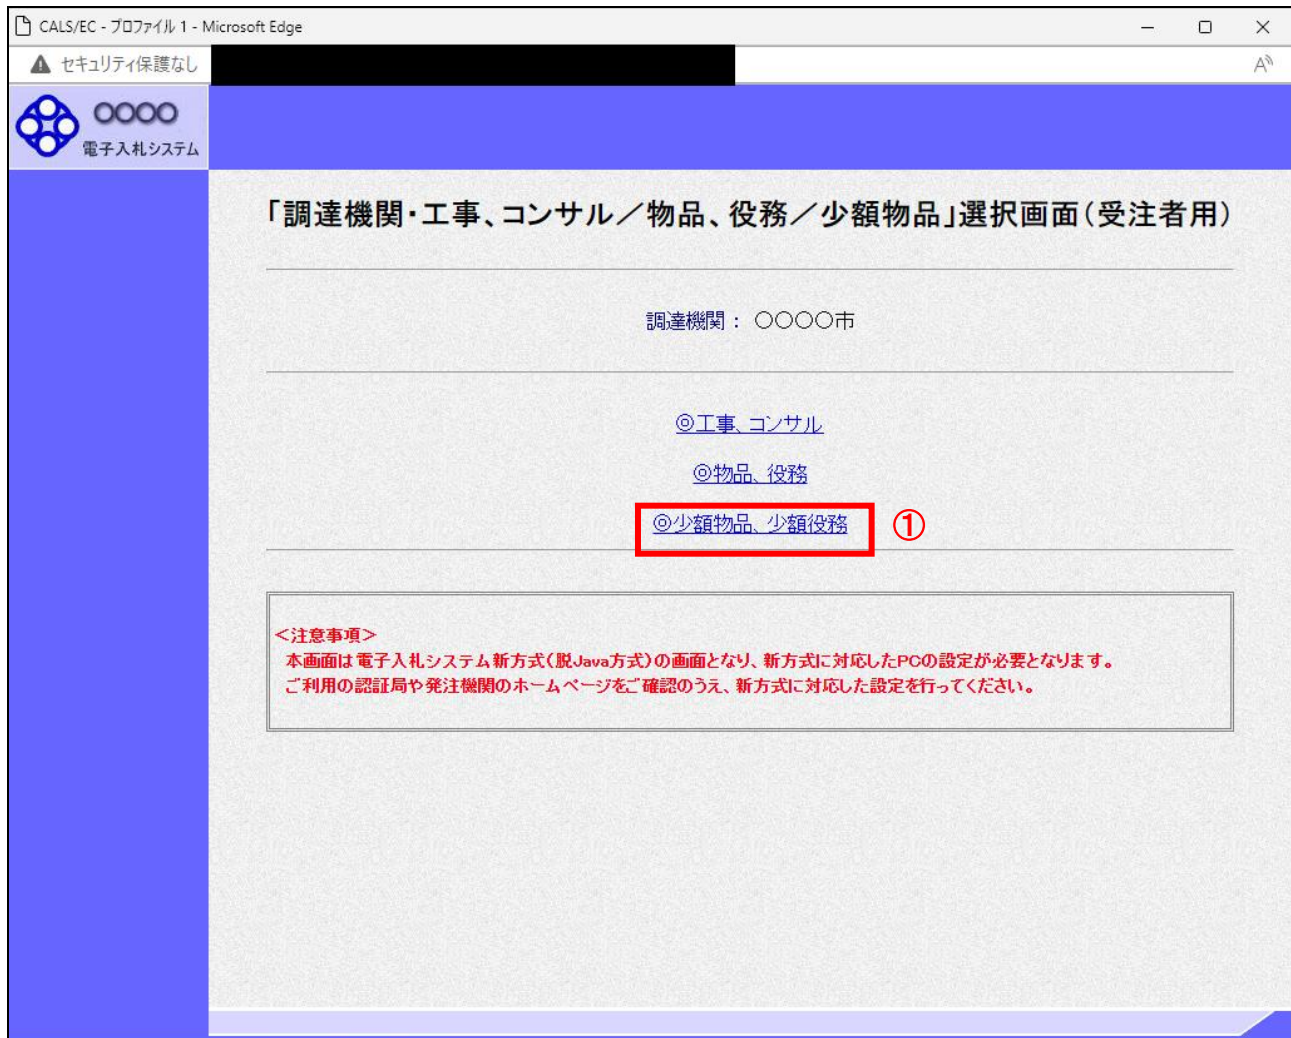 CALS/EC - プロファイル 1 - Microsoft Edge
セキュリティ保護なし
○○○○
電子入札システム
「調達機関・工事、コンサル／物品、役務／少額物品」選択画面（受注者用）
調達機関： ○○○○市
◎工事、コンサル
◎物品、役務
◎少額物品、少額役務
①
＜注意事項＞
本画面は電子入札システム新方式（脱Java方式）の画面となり、新方式に対応したPCの設定が必要となります。
ご利用の認証局や発注機関のホームページをご確認のうえ、新方式に対応した設定を行ってください。